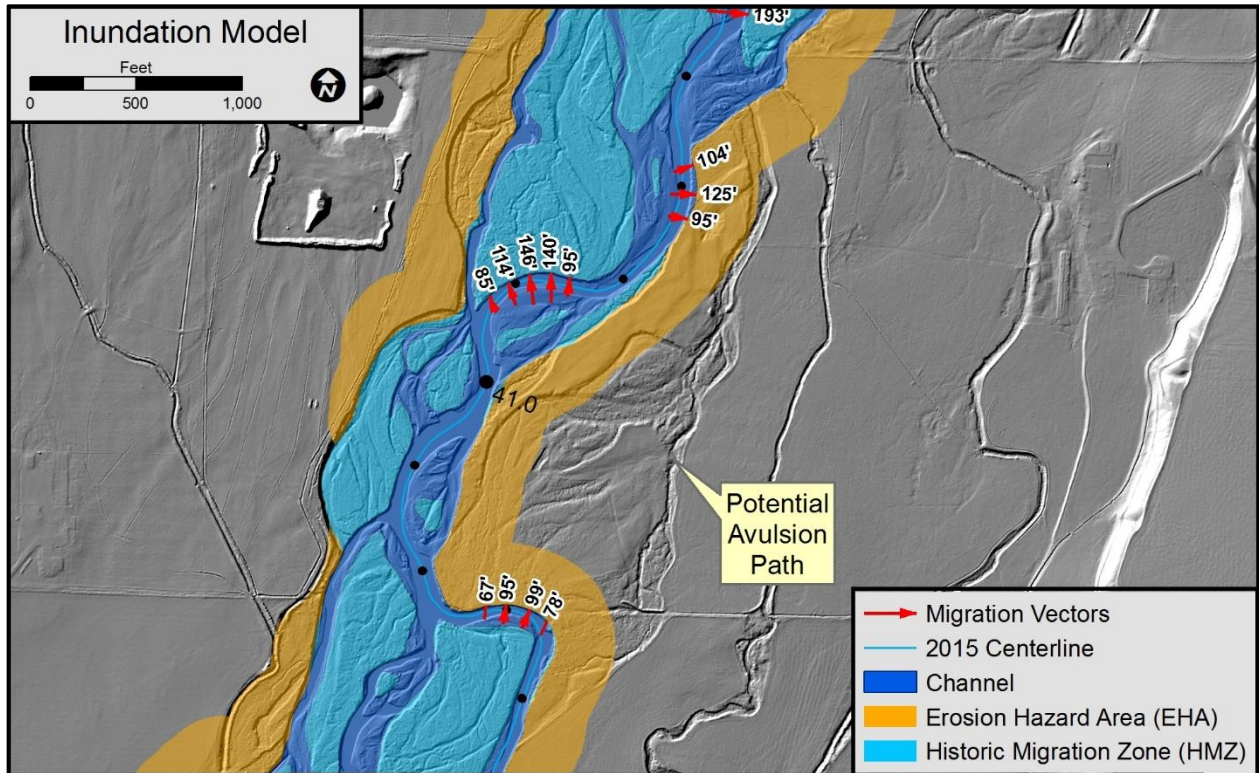 Inundation Model
Feet
0 500 1,000
N
193'
104'
125'
95'
85'
114'
146'
140'
95'
41.0
Potential
Avulsion
Path
67'
95'
99'
78'
Migration Vectors
2015 Centerline
Channel
Erosion Hazard Area (EHA)
Historic Migration Zone (HMZ)